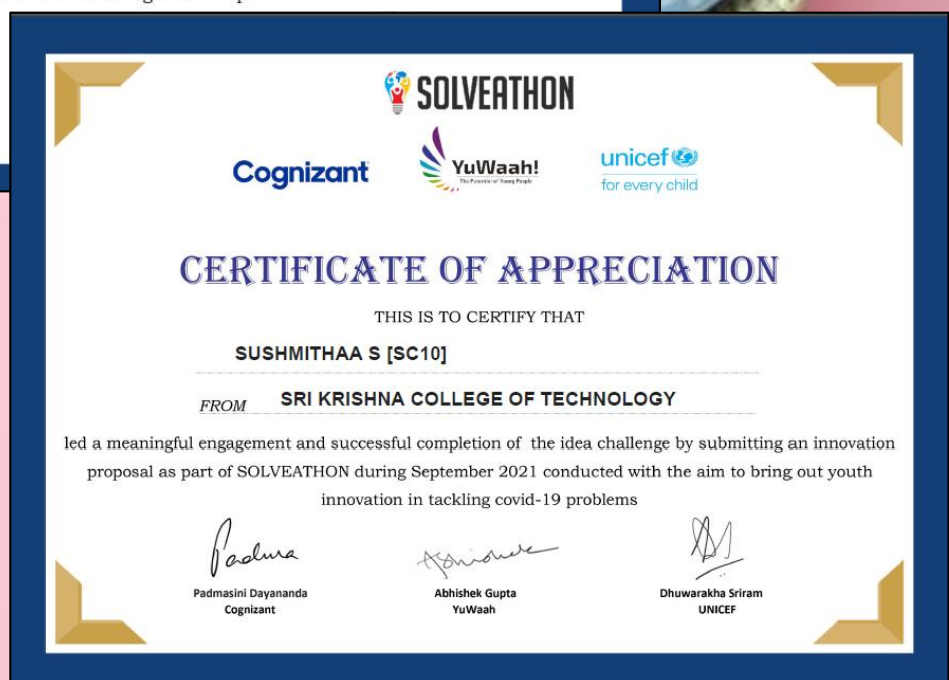 SOLVEATHON
Cognizant
YuWaah!
The Potential of Young People
unicef
for every child
CERTIFICATE OF APPRECIATION
THIS IS TO CERTIFY THAT
SUSHMITHAA S [SC10]
FROM SRI KRISHNA COLLEGE OF TECHNOLOGY
led a meaningful engagement and successful completion of the idea challenge by submitting an innovation
proposal as part of SOLVEATHON during September 2021 conducted with the aim to bring out youth
innovation in tackling covid-19 problems
Padmasini Dayananda
Cognizant
Abhishek Gupta
YuWaah
Dhuwarakha Sriram
UNICEF